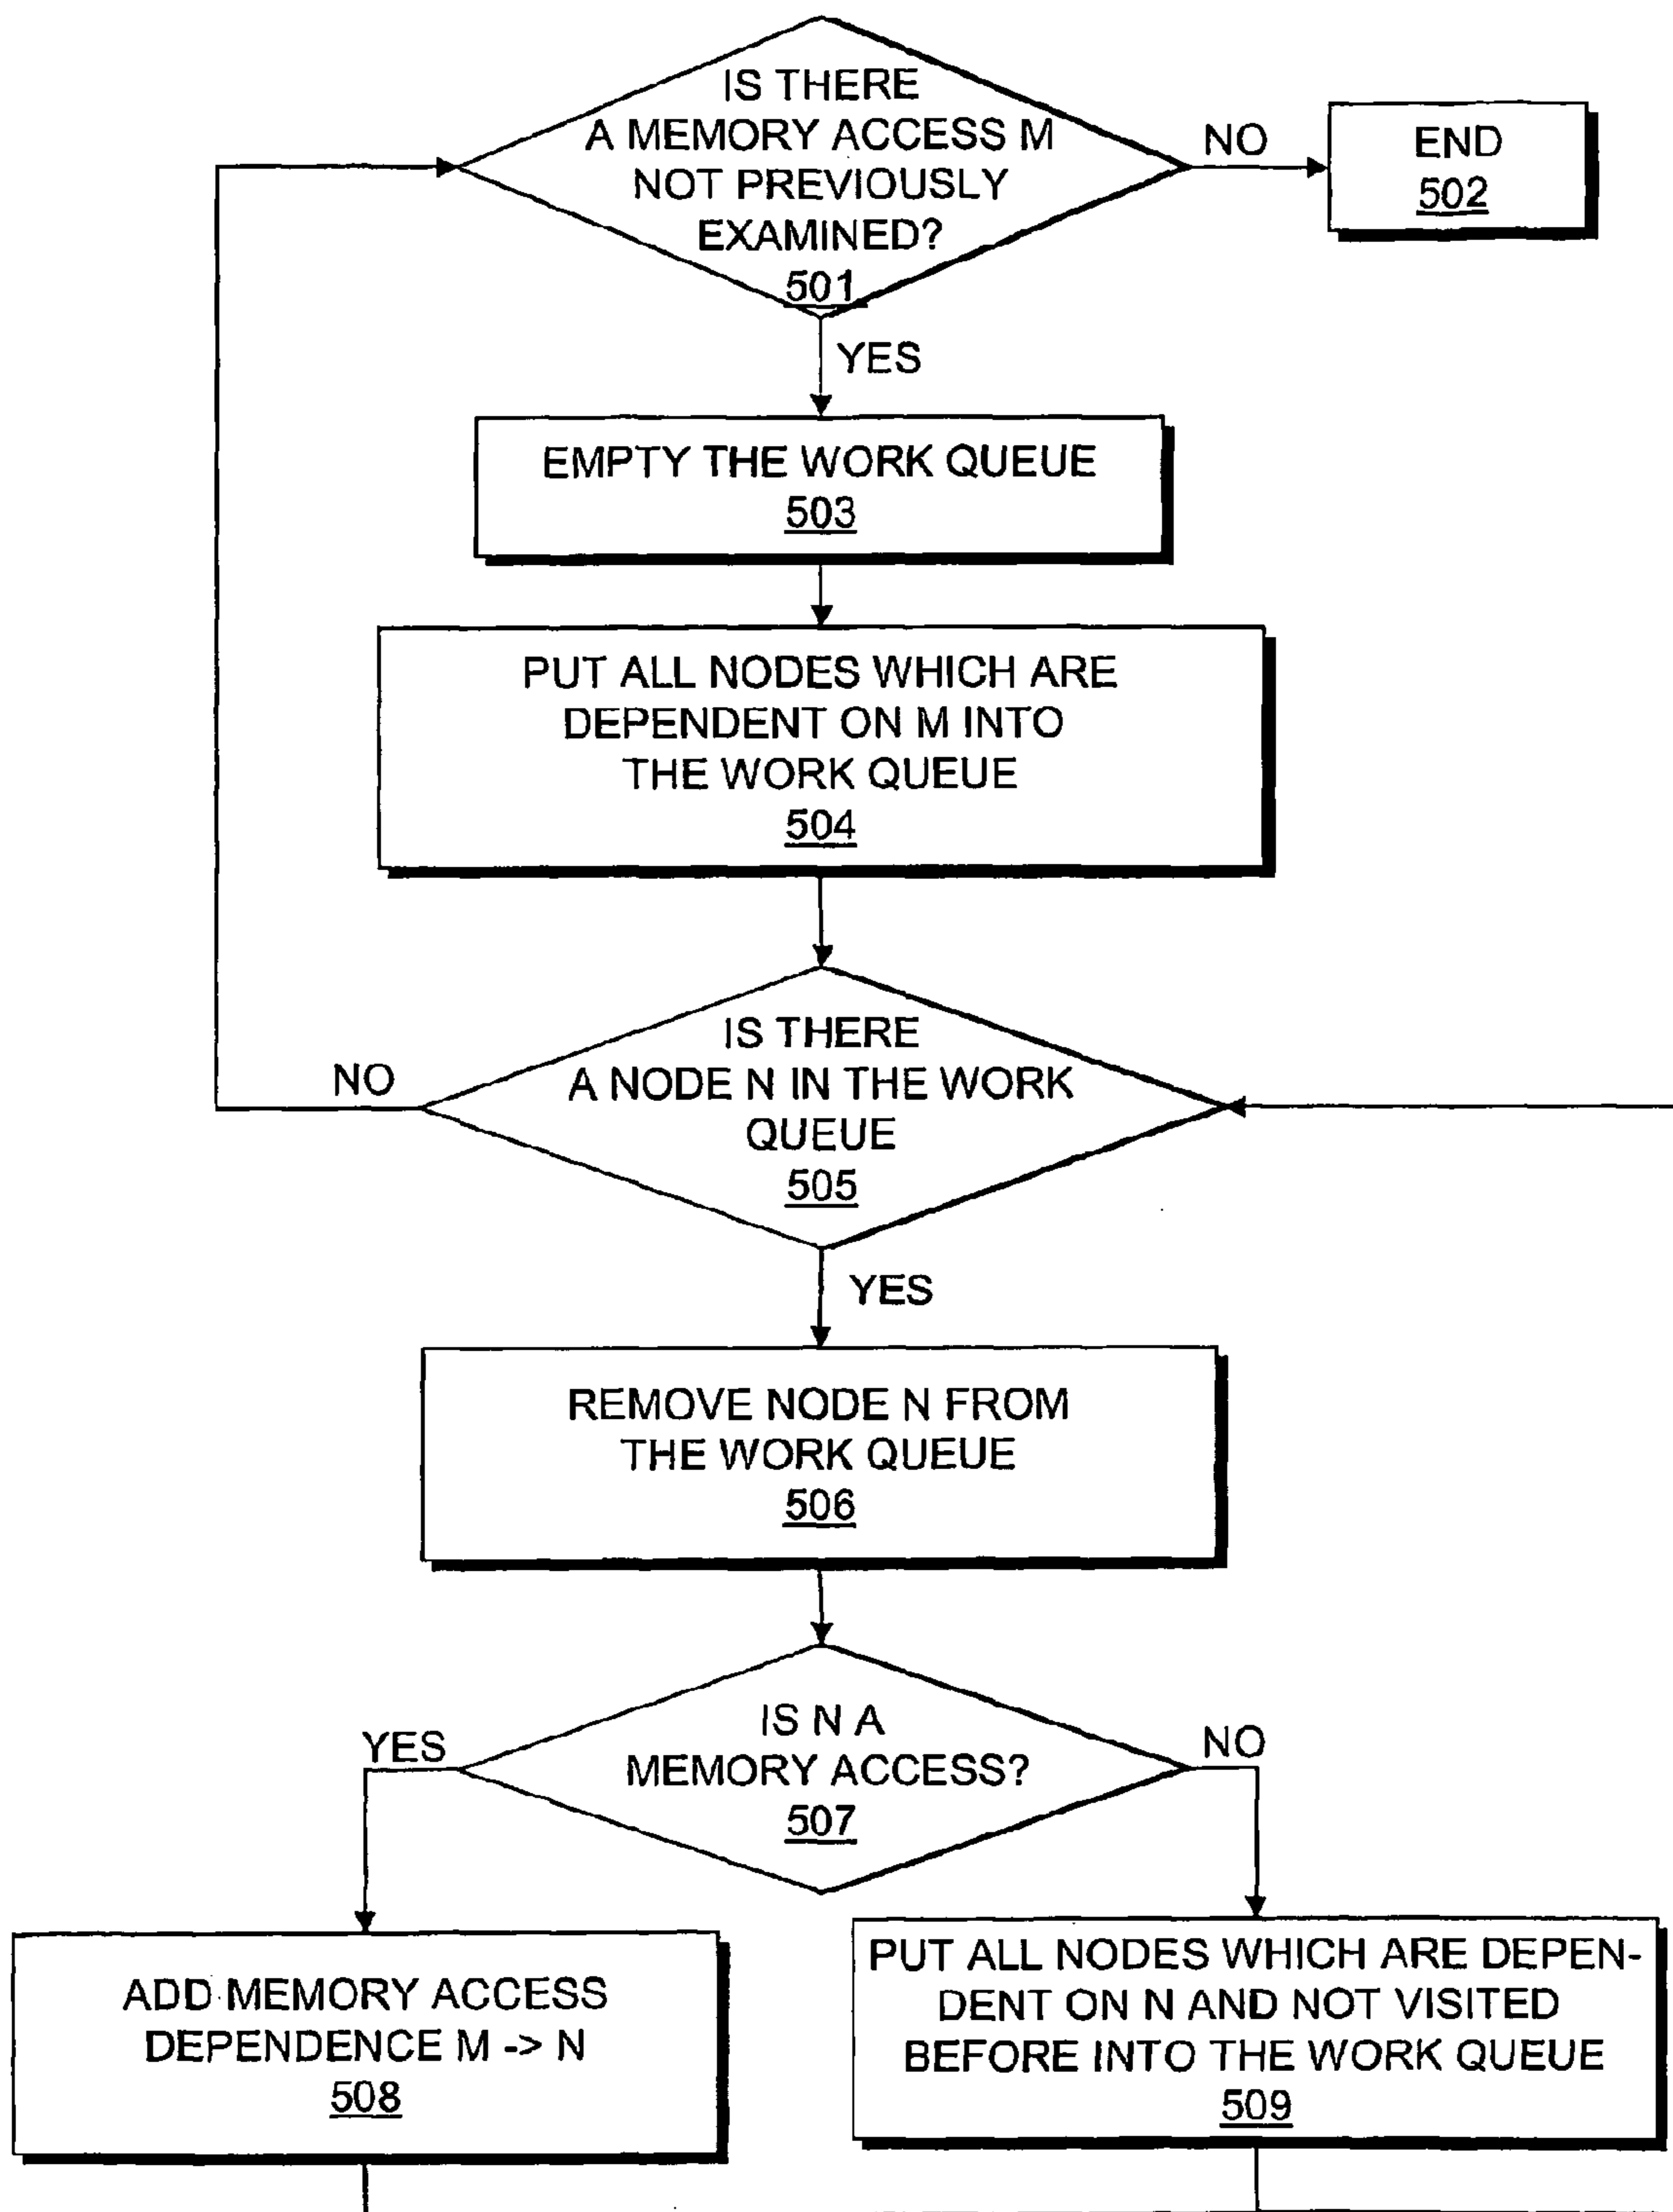 IS THERE
A MEMORY ACCESS M
NOT PREVIOUSLY
EXAMINED?
501
NO
END
502
YES
EMPTY THE WORK QUEUE
503
PUT ALL NODES WHICH ARE
DEPENDENT ON M INTO
THE WORK QUEUE
504
IS THERE
A NODE N IN THE WORK
QUEUE
505
NO
YES
REMOVE NODE N FROM
THE WORK QUEUE
506
IS N A
MEMORY ACCESS?
507
YES
NO
ADD MEMORY ACCESS
DEPENDENCE M -> N
508
PUT ALL NODES WHICH ARE DEPEN-
DENT ON N AND NOT VISITED
BEFORE INTO THE WORK QUEUE
509